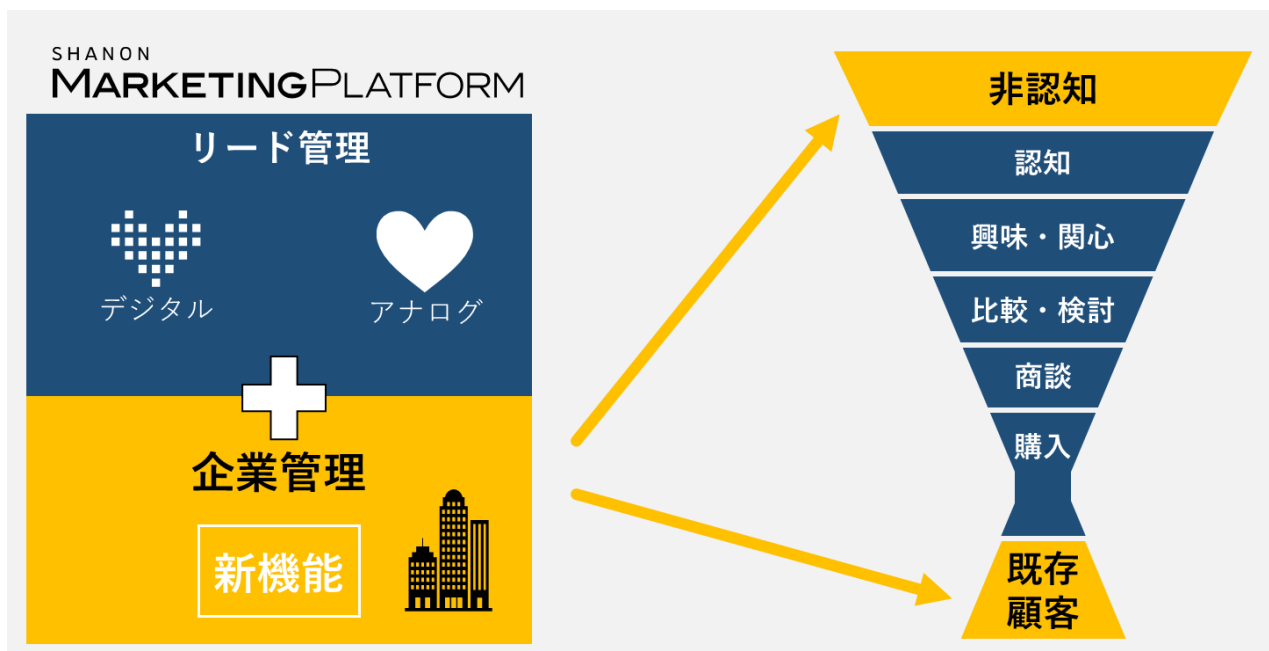 SHANON
MARKETINGPLATFORM
リード管理
デジタル
アナログ
企業管理
新機能
非認知
認知
興味・関心
比較・検討
商談
購入
既存
顧客